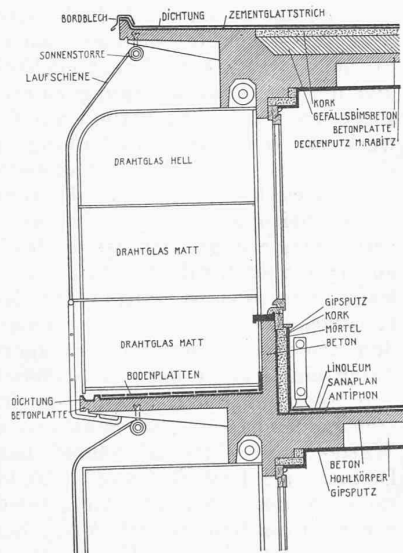 BORDBLECH
DICHTUNG
ZEMENTGLATTSTRICH
SONNENSTORRE
LAUFSCHIENE
KORK
GEFÄLLSBIMSBETON
BETONPLATTE
DECKENPUTZ M. RABITZ
DRAHTGLAS HELL
DRAHTGLAS MATT
DRAHTGLAS MATT
BODENPLATTEN
GIPSPUTZ
KORK
MÖRTEL
BETON
LINOLEUM
SANAPLAN
ANTIPHON
DICHTUNG
BETONPLATTE
BETON
HOHLKÖRPER
GIPSPUTZ